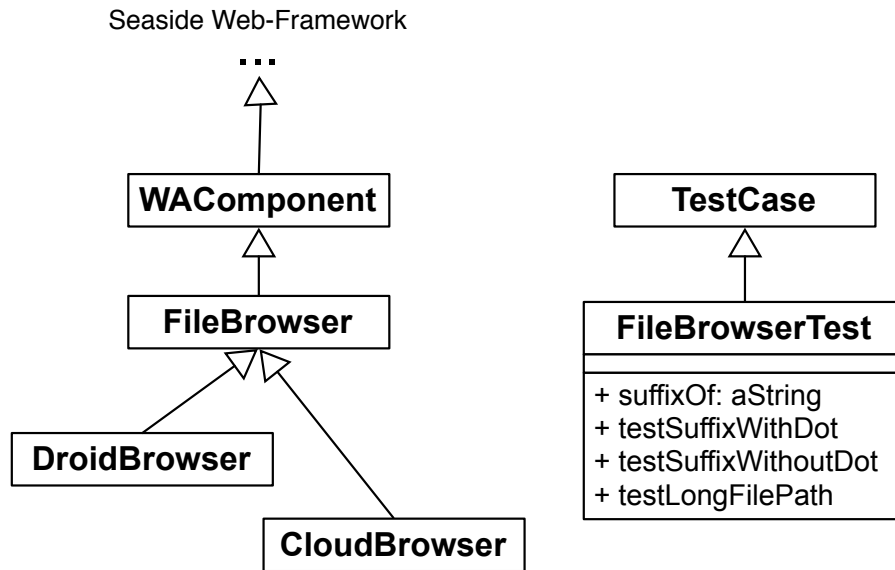 Seaside Web-Framework
...
WAComponent
FileBrowser
DroidBrowser
CloudBrowser
TestCase
FileBrowserTest
+ suffixOf: aString
+ testSuffixWithDot
+ testSuffixWithoutDot
+ testLongFilePath